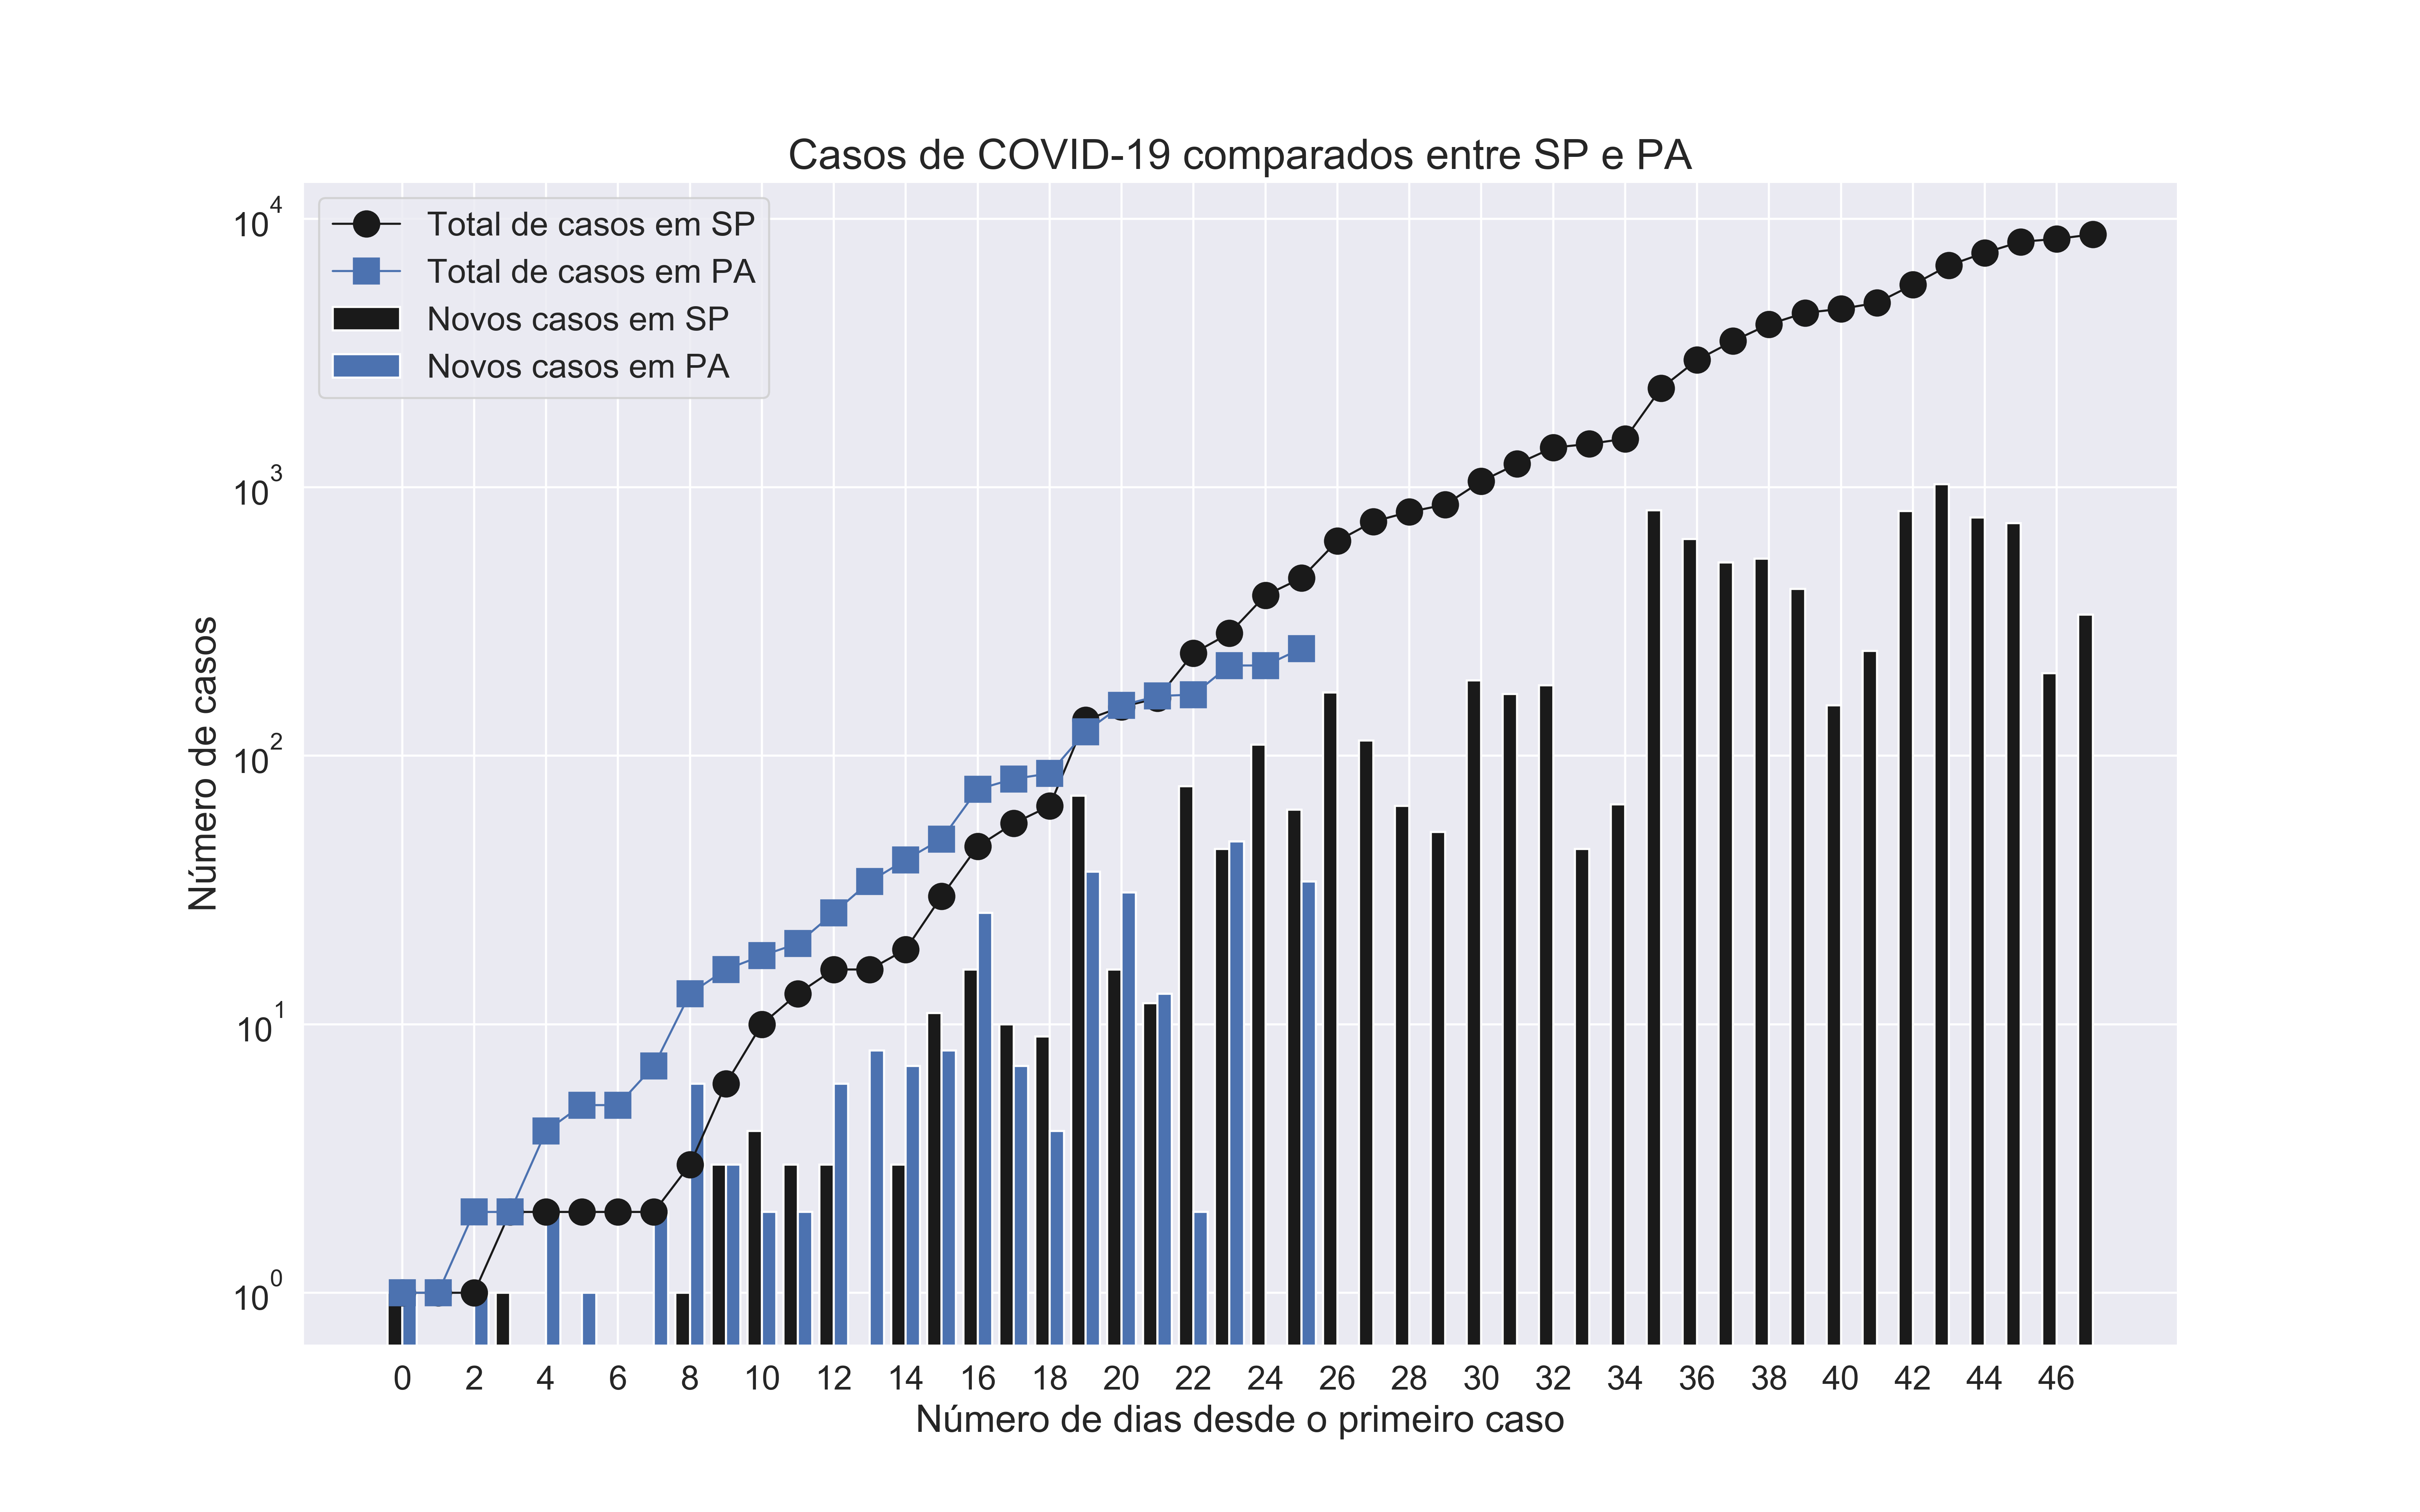 Casos de COVID-19 comparados entre SP e PA
Total de casos em SP
Total de casos em PA
Novos casos em SP
Novos casos em PA
10^4
10^3
10^2
10^1
10^0
Número de casos
0 2 4 6 8 10 12 14 16 18 20 22 24 26 28 30 32 34 36 38 40 42 44 46
Número de dias desde o primeiro caso